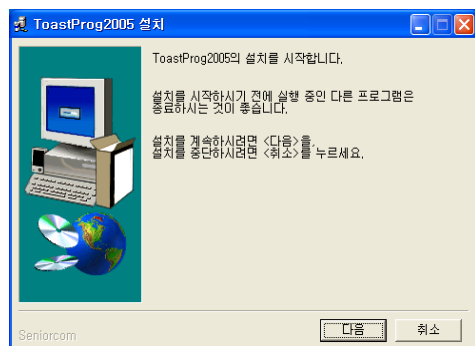 ToastProg2005 설치
ToastProg2005의 설치를 시작합니다.
설치를 시작하시기 전에 실행 중인 다른 프로그램은
종료하시는 것이 좋습니다.
설치를 계속하시려면 <다음>을,
설치를 중단하시려면 <취소>를 누르세요.
Seniorcom
다음
취소